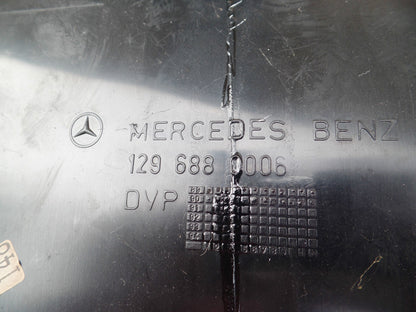 MERCEDES BENZ
129 688 0006
DVP